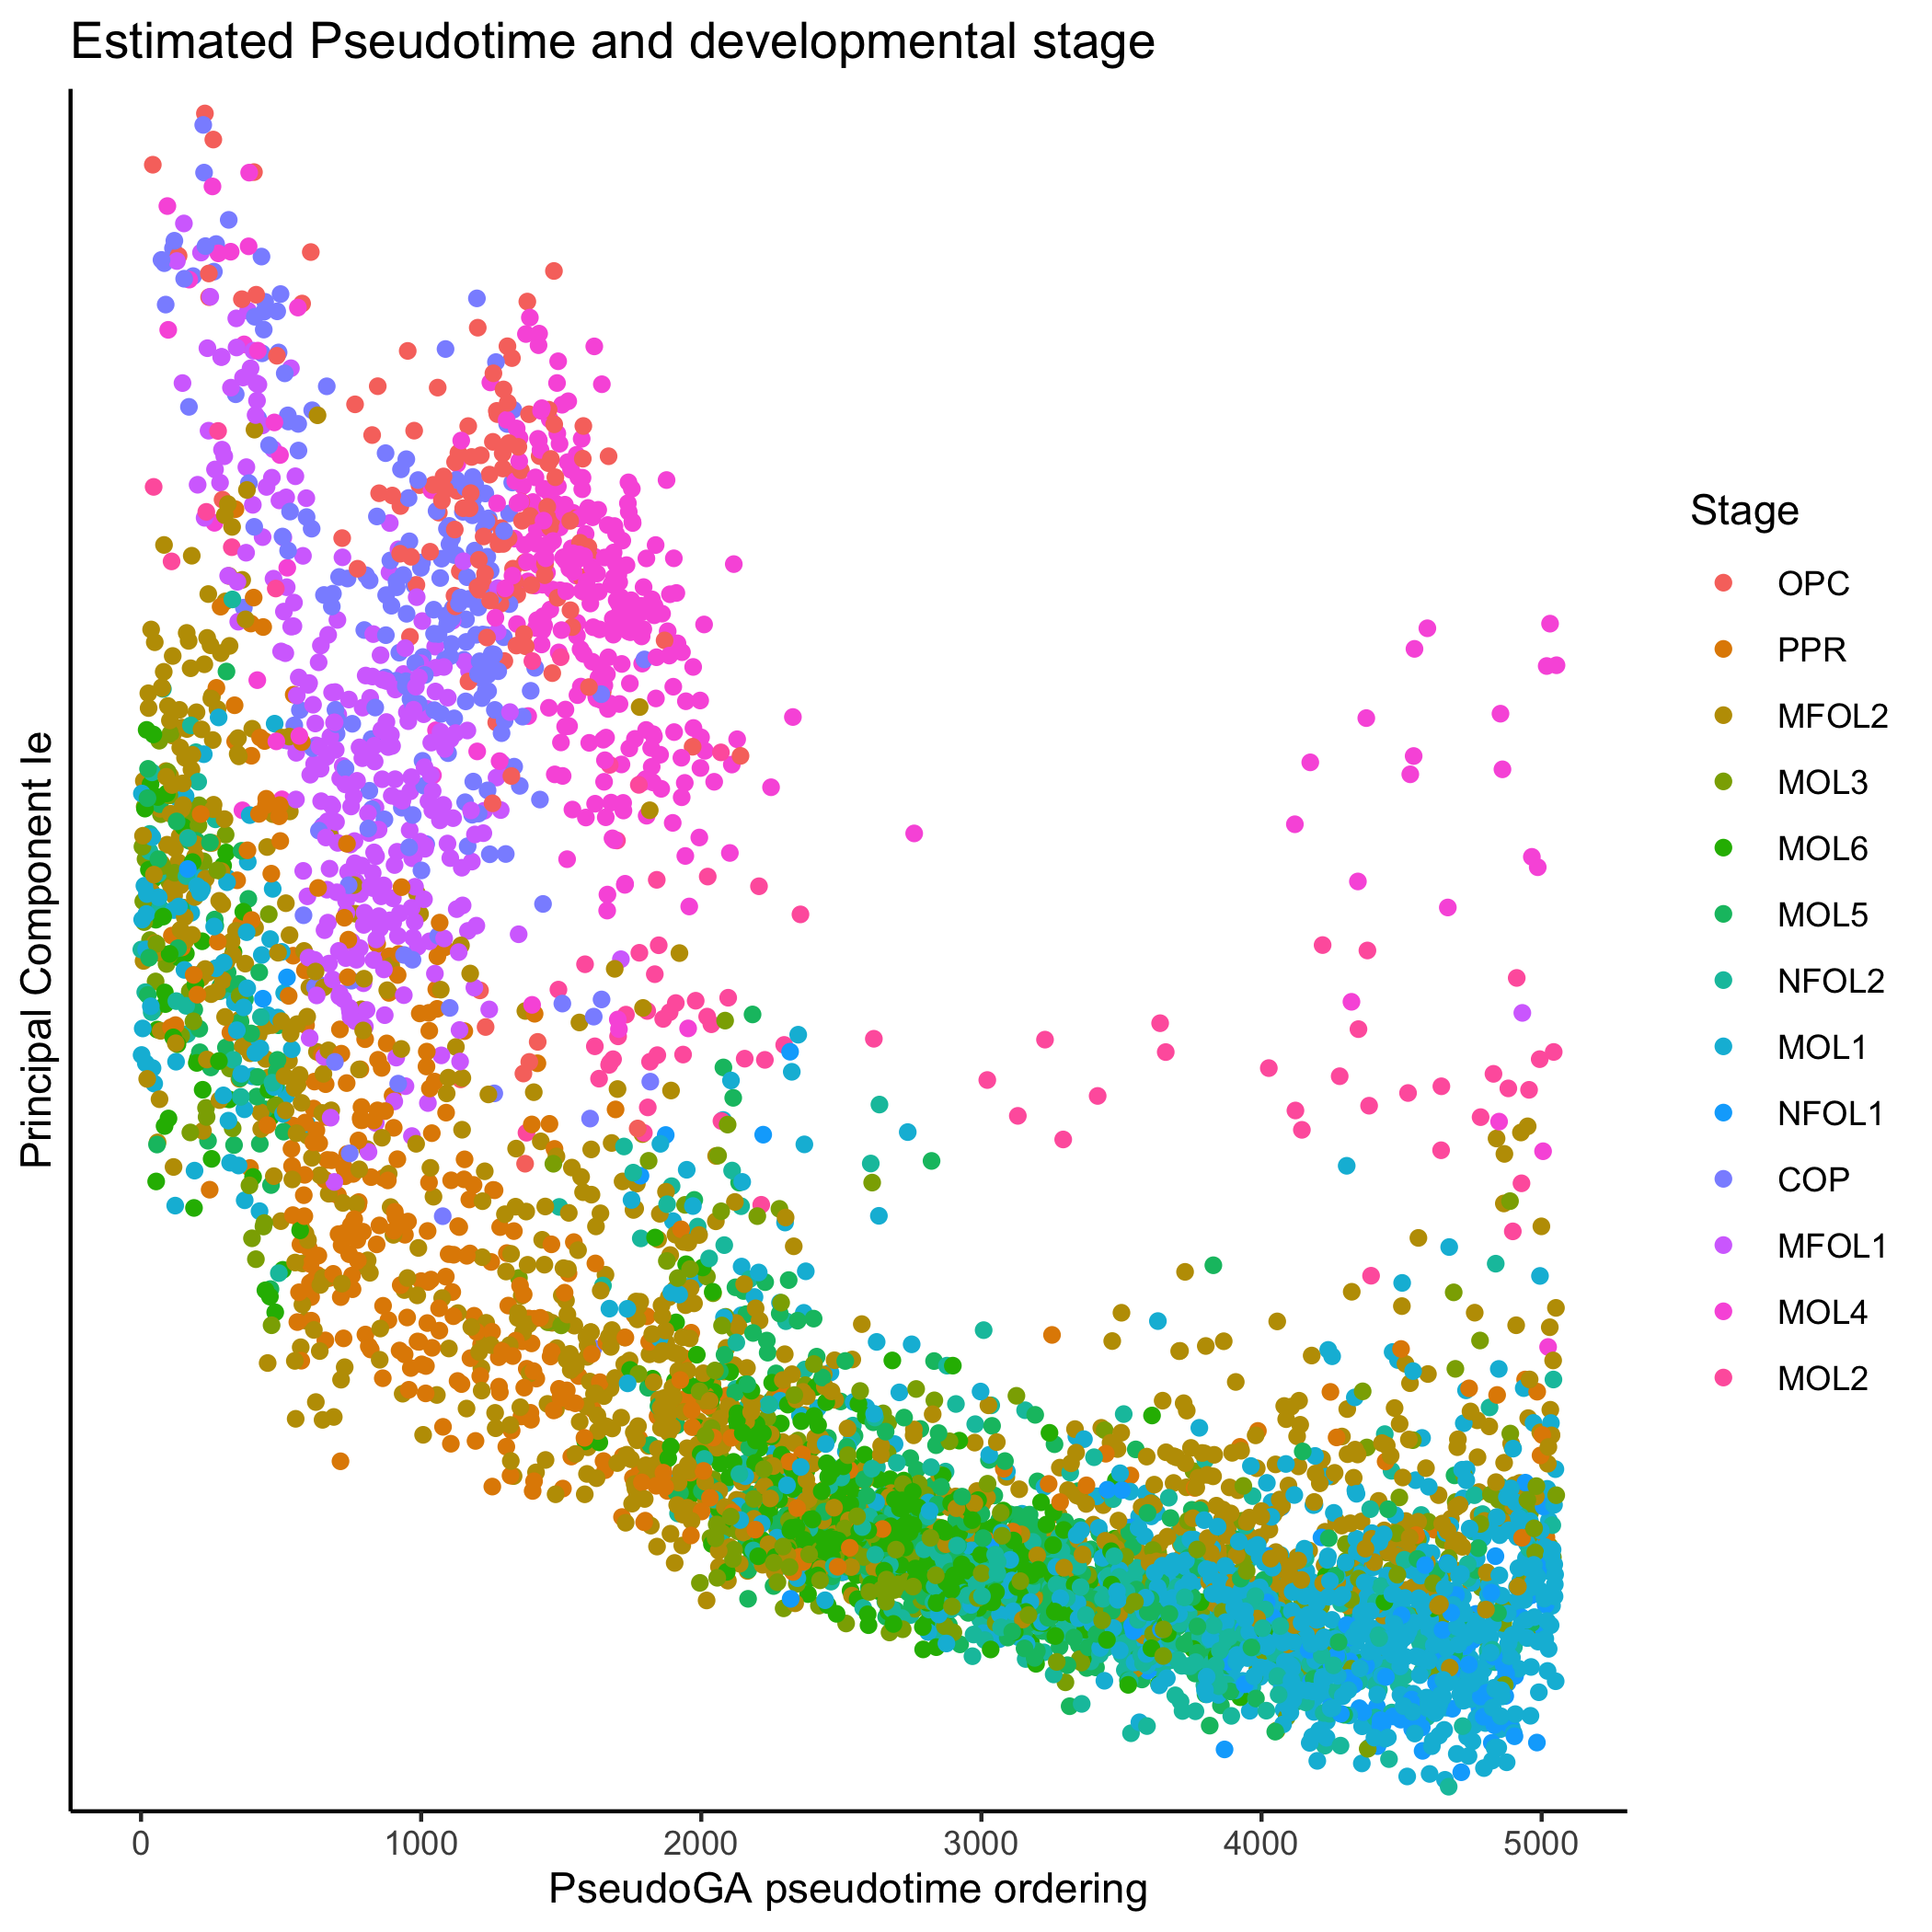 Estimated Pseudotime and developmental stage
Principal Component Ie
Stage
OPC
PPR
MFOL2
MOL3
MOL6
MOL5
NFOL2
MOL1
NFOL1
COP
MFOL1
MOL4
MOL2
0 1000 2000 3000 4000 5000
PseudoGA pseudotime ordering